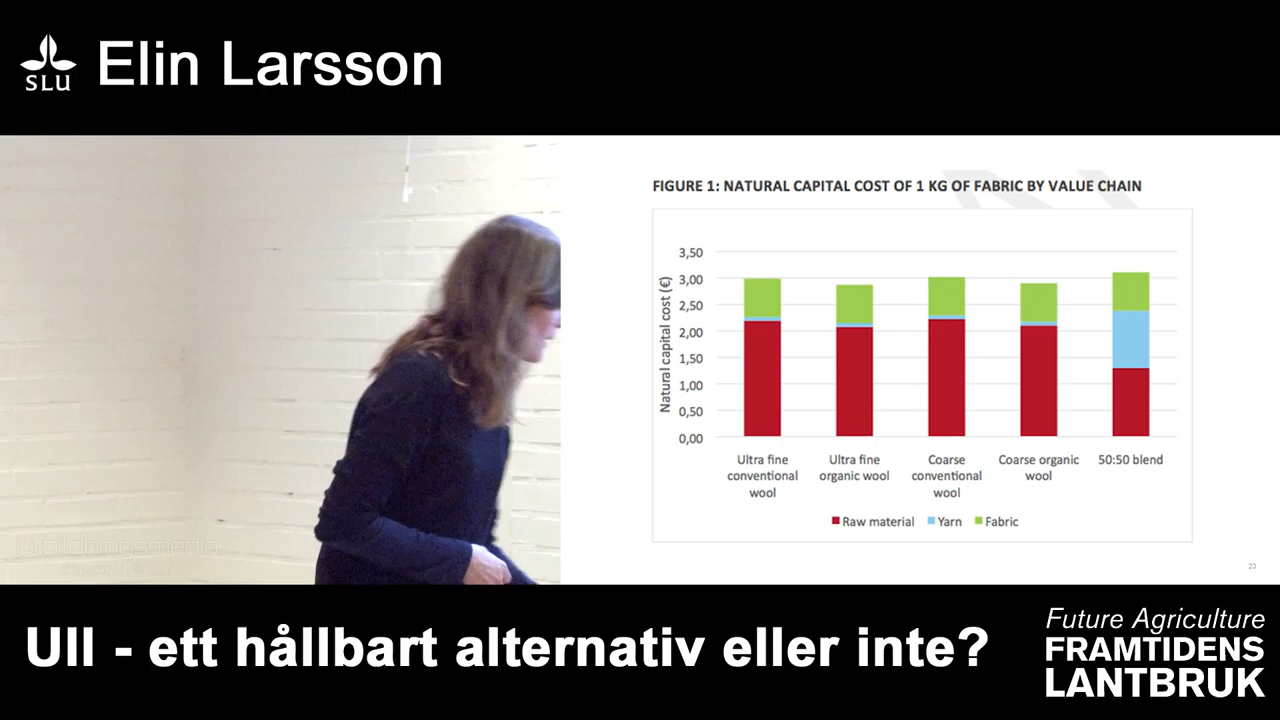 SLU
Elin Larsson
FIGURE 1: NATURAL CAPITAL COST OF 1 KG OF FABRIC BY VALUE CHAIN
Natural capital cost (€)
3,50
3,00
2,50
2,00
1,50
1,00
0,50
0,00
Ultra fine
conventional
wool
Ultra fine
organic wool
Coarse
conventional
wool
Coarse organic
wool
50:50 blend
Raw material
Yarn
Fabric
23
Utbildningsmedia
Ull - ett hållbart alternativ eller inte?
Future Agriculture
FRAMTIDENS
LANTBRUK